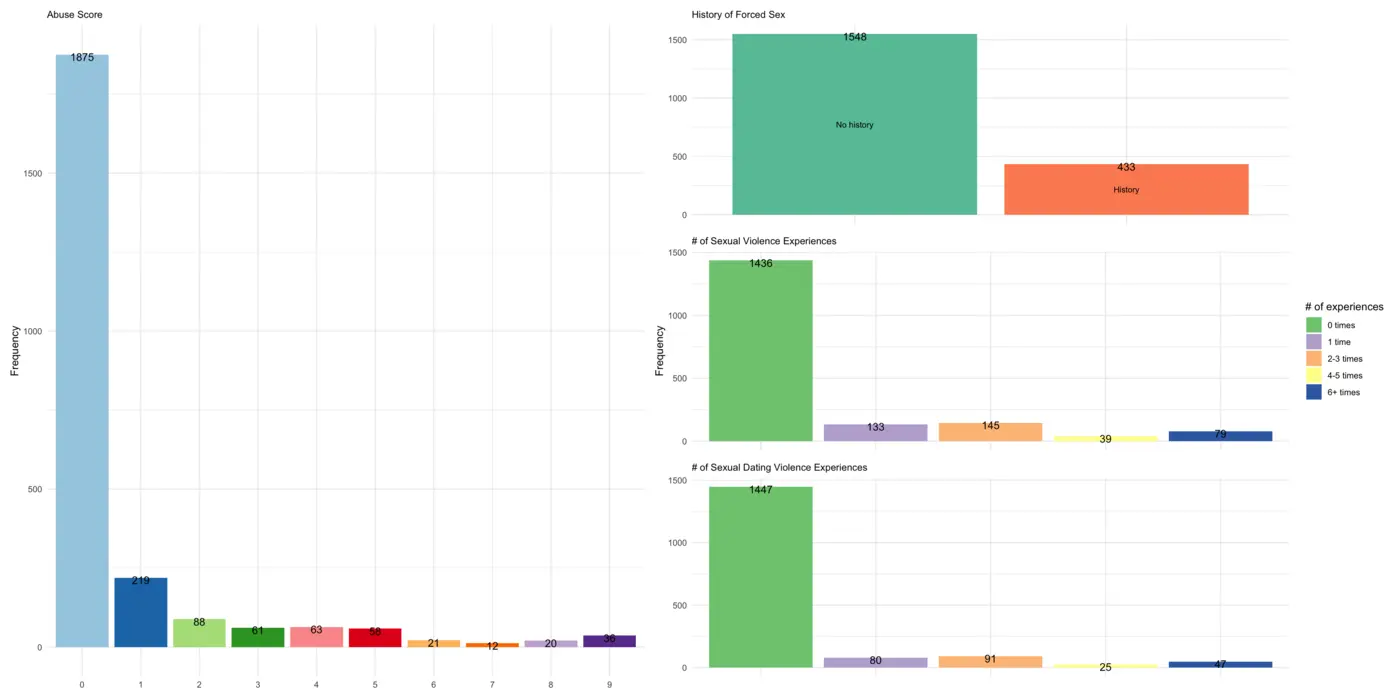 Abuse Score
Frequency
1500
1000
500
0
1875
219
88
61
63
58
21
12
20
36
0 1 2 3 4 5 6 7 8 9
History of Forced Sex
1500
1000
500
0
1548
No history
433
History
# of Sexual Violence Experiences
Frequency
1500
1000
500
0
1436
133
145
39
79
# of Sexual Dating Violence Experiences
1500
1000
500
0
1447
80
91
25
47
# of experiences
0 times
1 time
2-3 times
4-5 times
6+ times